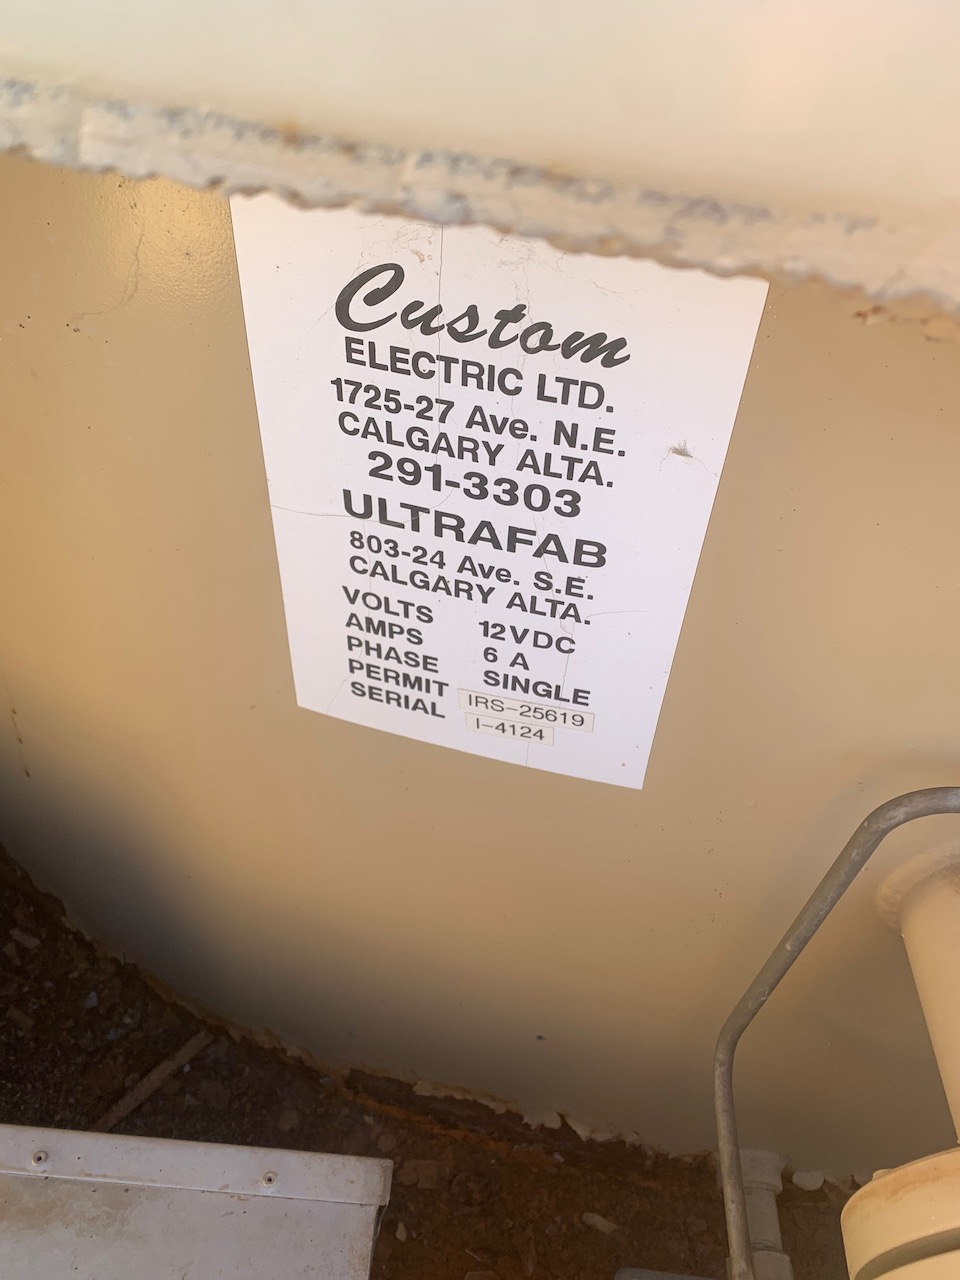 Custom
ELECTRIC LTD.
1725-27 Ave. N.E.
CALGARY ALTA.
291-3303
ULTRAFAB
803-24 Ave. S.E.
CALGARY ALTA.
VOLTS 12VDC
AMPS 6 A
PHASE SINGLE
PERMIT IRS-25619
SERIAL I-4124